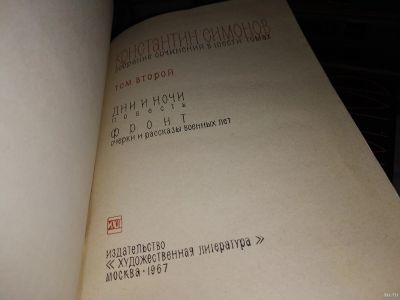 КОНСТАНТИН СИМОНОВ
собрание сочинений в шести томах
том второй
ДНИ И НОЧИ
повесть
ФРОНТ
очерки и рассказы военных лет
ИЗДАТЕЛЬСТВО
«ХУДОЖЕСТВЕННАЯ ЛИТЕРАТУРА»
МОСКВА · 1967